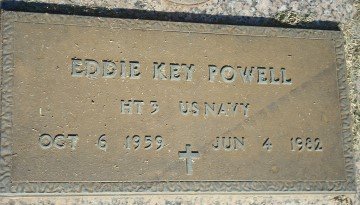 EDDIE KEY POWELL
HT3 US NAVY
OCT 6 1959 JUN 4 1982